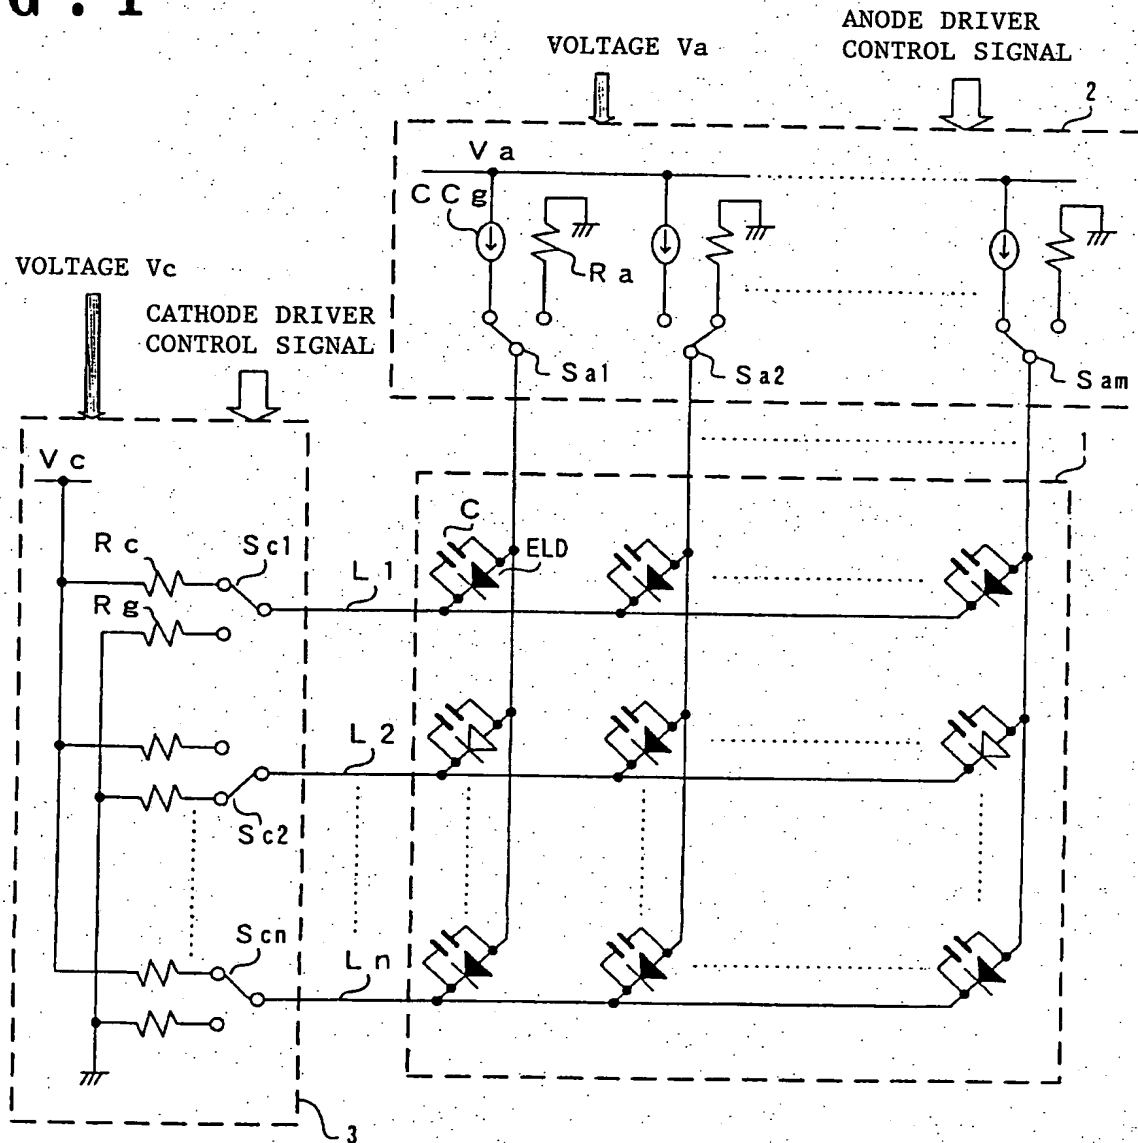 G . 1
VOLTAGE Va
ANODE DRIVER
CONTROL SIGNAL
2
Va
CCg
Ra
Sa1
Sa2
Sam
VOLTAGE Vc
CATHODE DRIVER
CONTROL SIGNAL
1
Vc
C
ELD
Rc
Sc1
L1
Rg
L2
Sc2
Scn
Ln
3